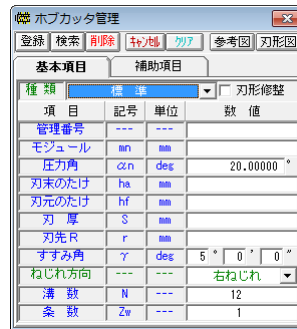 ホブカッタ管理
登録 検索 削除 ｷｬﾝｾﾙ ｸﾘｱ 参考図 刃形図
基本項目 補助項目
種 類 標 準 刃形修整
項 目 記号 単位 数 値
管理番号 --- ---
モジュール mn mm
圧力角 αn deg 20.00000 °
刃末のたけ ha mm
刃元のたけ hf mm
刃 厚 S mm
刃先R r mm
すすみ角 γ deg 5 ° 0 ' 0 "
ねじれ方向 --- --- 右ねじれ
溝 数 N --- 12
条 数 Zw --- 1